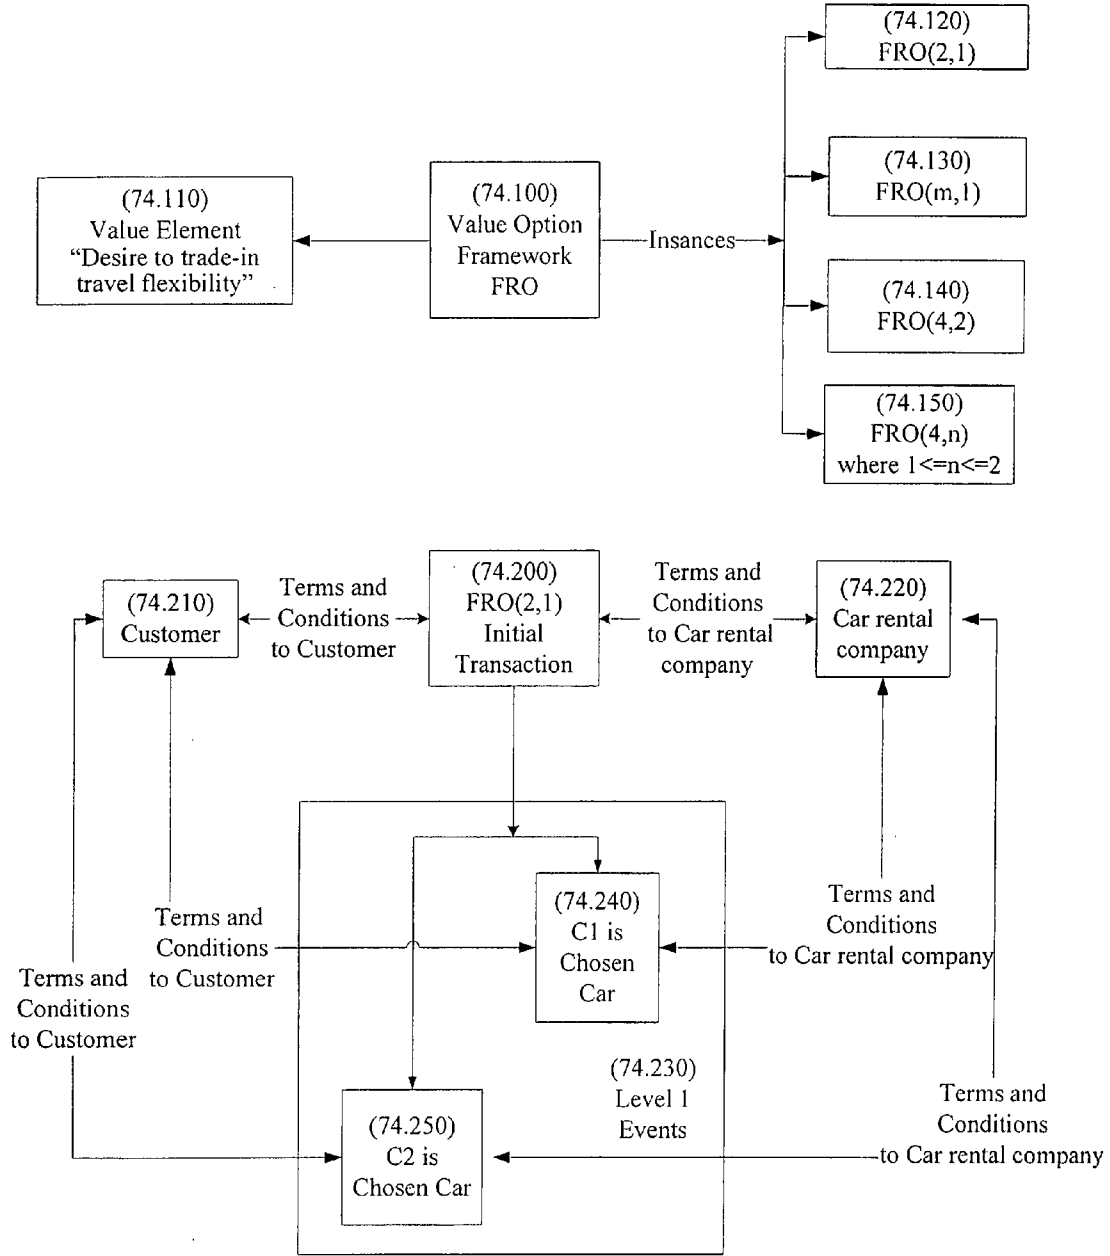 (74.120)
FRO(2,1)
(74.130)
FRO(m,1)
(74.110)
Value Element
“Desire to trade-in
travel flexibility”
(74.100)
Value Option
Framework
FRO
Insances
(74.140)
FRO(4,2)
(74.150)
FRO(4,n)
where 1<=n<=2
(74.210)
Customer
Terms and
Conditions
to Customer
(74.200)
FRO(2,1)
Initial
Transaction
Terms and
Conditions
to Car rental
company
(74.220)
Car rental
company
Terms and
Conditions
to Customer
(74.240)
C1 is
Chosen
Car
Terms and
Conditions
to Car rental company
Terms and
Conditions
to Customer
(74.230)
Level 1
Events
(74.250)
C2 is
Chosen Car
Terms and
Conditions
to Car rental company